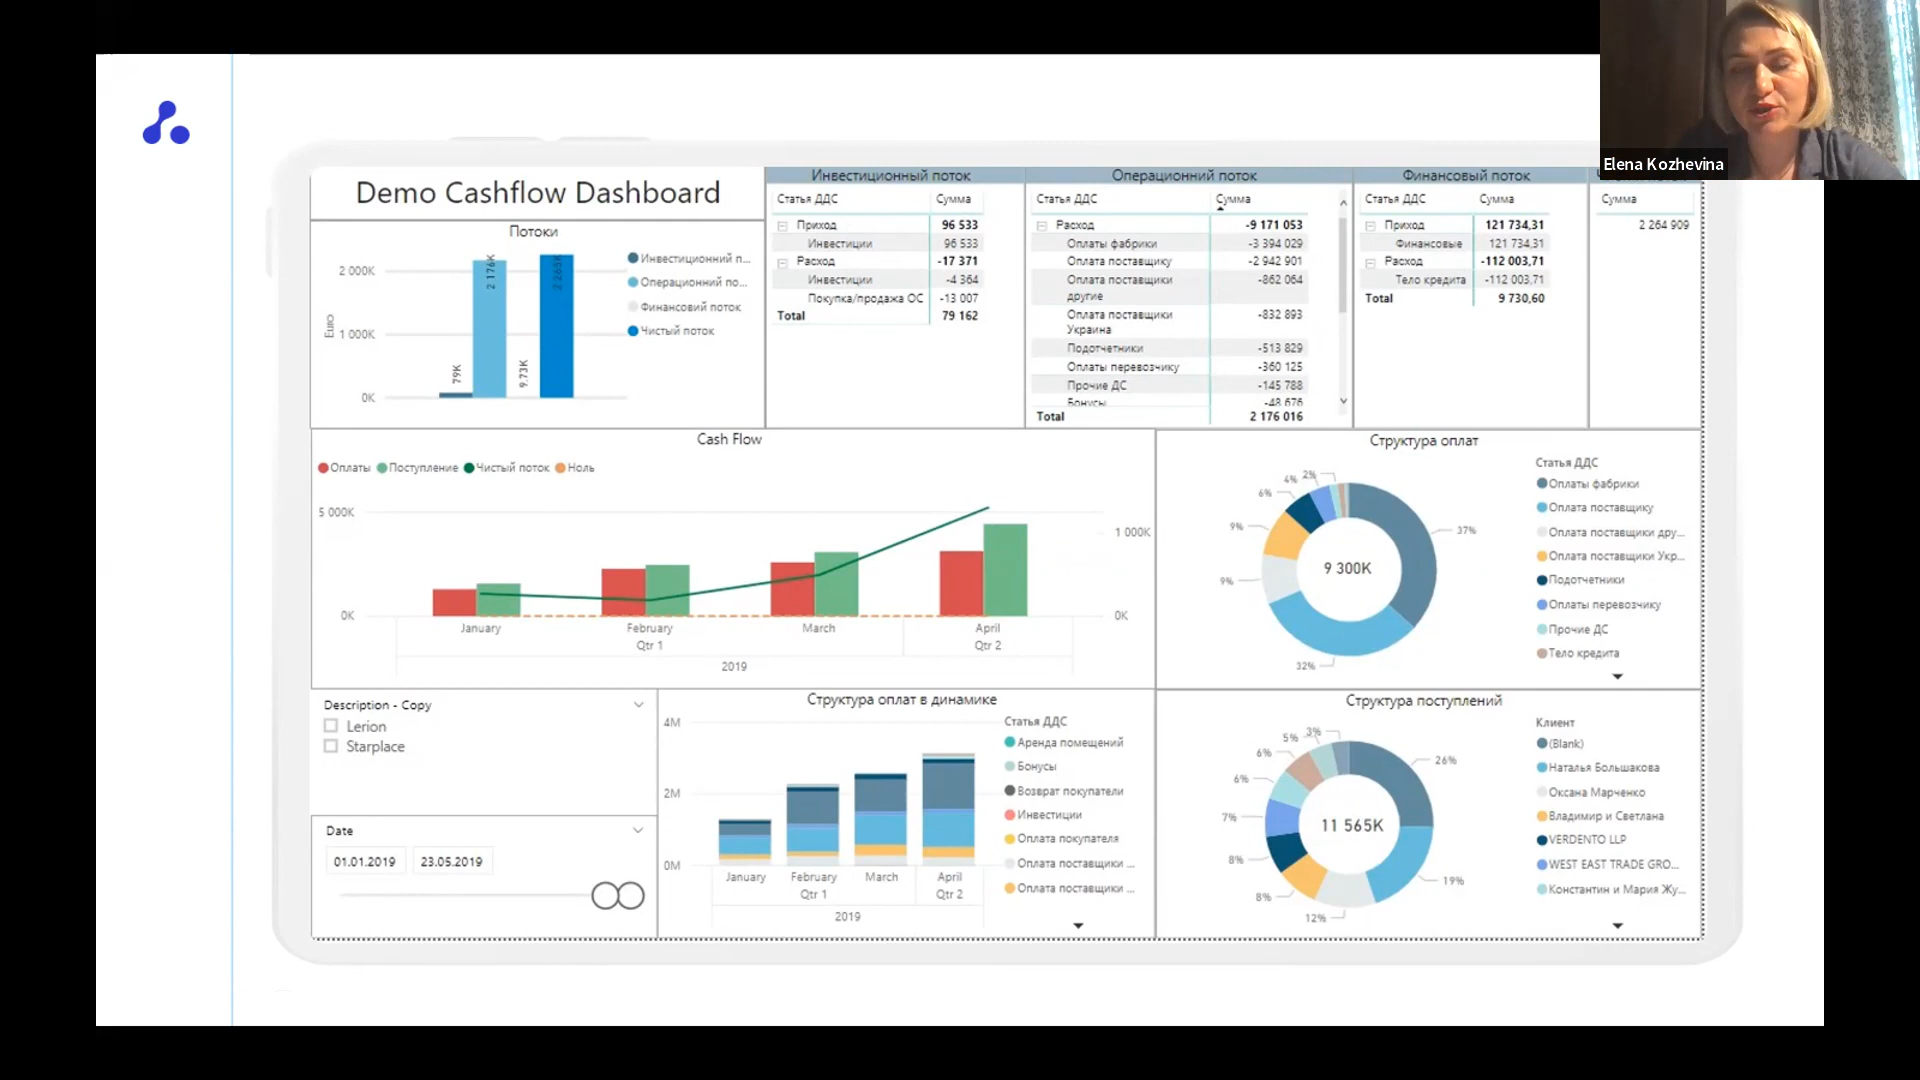 Elena Kozhevina
Demo Cashflow Dashboard
Потоки
Euro
2 000K
1 000K
0K
79K
2 176K
9.73K
2 265K
Инвестиционний п...
Операционний по...
Финансовий поток
Чистый поток
Инвестиционный поток
Статья ДДС Сумма
Приход 96 533
Инвестиции 96 533
Расход -17 371
Инвестиции -4 364
Покупка/продажа ОС -13 007
Total 79 162
Операционний поток
Статья ДДС Сумма
Расход -9 171 053
Оплаты фабрики -3 394 029
Оплата поставщику -2 942 901
Оплата поставщики -862 064
другие
Оплата поставщики -832 893
Украина
Подотчетники -513 829
Оплаты перевозчику -360 125
Прочие ДС -145 788
Бонусы -48 676
Total 2 176 016
Финансовый поток
Статья ДДС Сумма
Приход 121 734,31
Финансовые 121 734,31
Расход -112 003,71
Тело кредита -112 003,71
Total 9 730,60
Сумма
2 264 909
Cash Flow
Оплаты Поступление Чистый поток Ноль
5 000K
0K
1 000K
0K
January February March April
Qtr 1 Qtr 2
2019
Структура оплат
9 300K
37%
32%
9%
9%
6%
4%
2%
Статья ДДС
Оплаты фабрики
Оплата поставщику
Оплата поставщики дру...
Оплата поставщики Укр...
Подотчетники
Оплаты перевозчику
Прочие ДС
Тело кредита
Description - Copy
Lerion
Starplace
Date
01.01.2019 23.05.2019
Структура оплат в динамике
4M
2M
0M
January February March April
Qtr 1 Qtr 2
2019
Статья ДДС
Аренда помещений
Бонусы
Возврат покупатели
Инвестиции
Оплата покупателя
Оплата поставщики ...
Оплата поставщики ...
Структура поступлений
11 565K
26%
19%
12%
8%
8%
7%
6%
6%
5%
3%
Клиент
(Blank)
Наталья Большакова
Оксана Марченко
Владимир и Светлана
VERDENTO LLP
WEST EAST TRADE GRO...
Константин и Мария Жу...